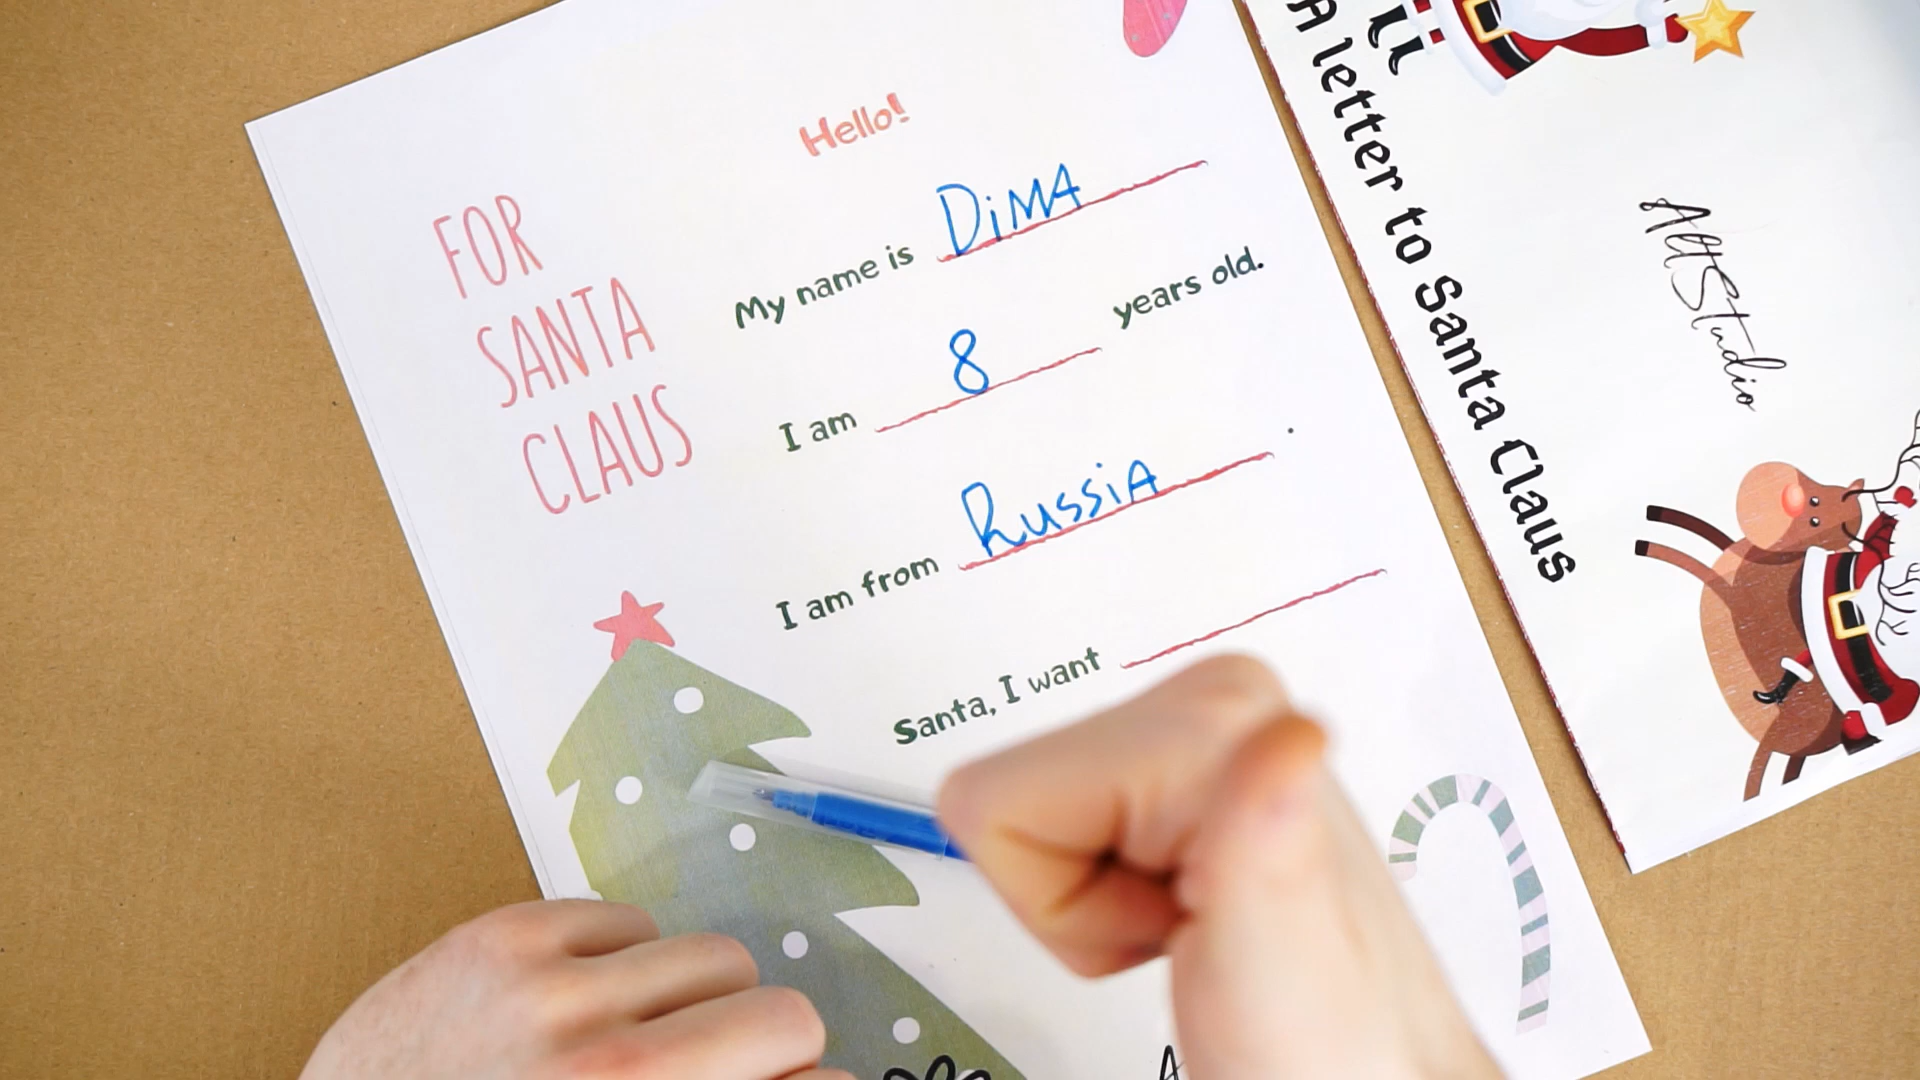 Hello!
FOR
SANTA
CLAUS
My name is DiMA
I am 8 years old.
I am from RussiA .
Santa, I want
A letter to Santa Claus
AltStudio